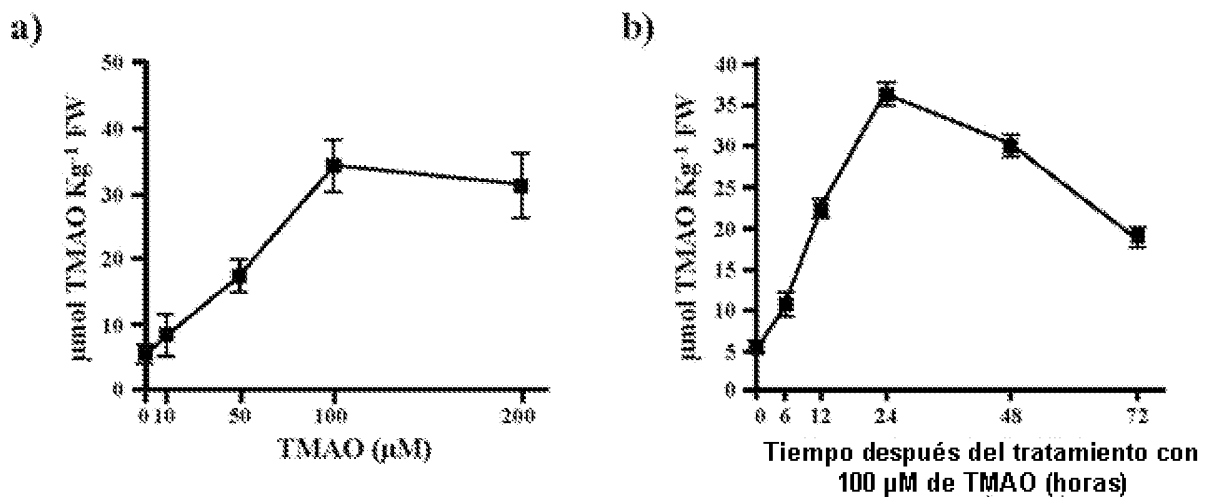 a)
50
40
30
20
10
0
µmol TMAO Kg⁻¹ FW
0 10 50 100 200
TMAO (µM)
b)
40
35
30
25
20
15
10
5
0
µmol TMAO Kg⁻¹ FW
0 6 12 24 48 72
Tiempo después del tratamiento con
100 µM de TMAO (horas)